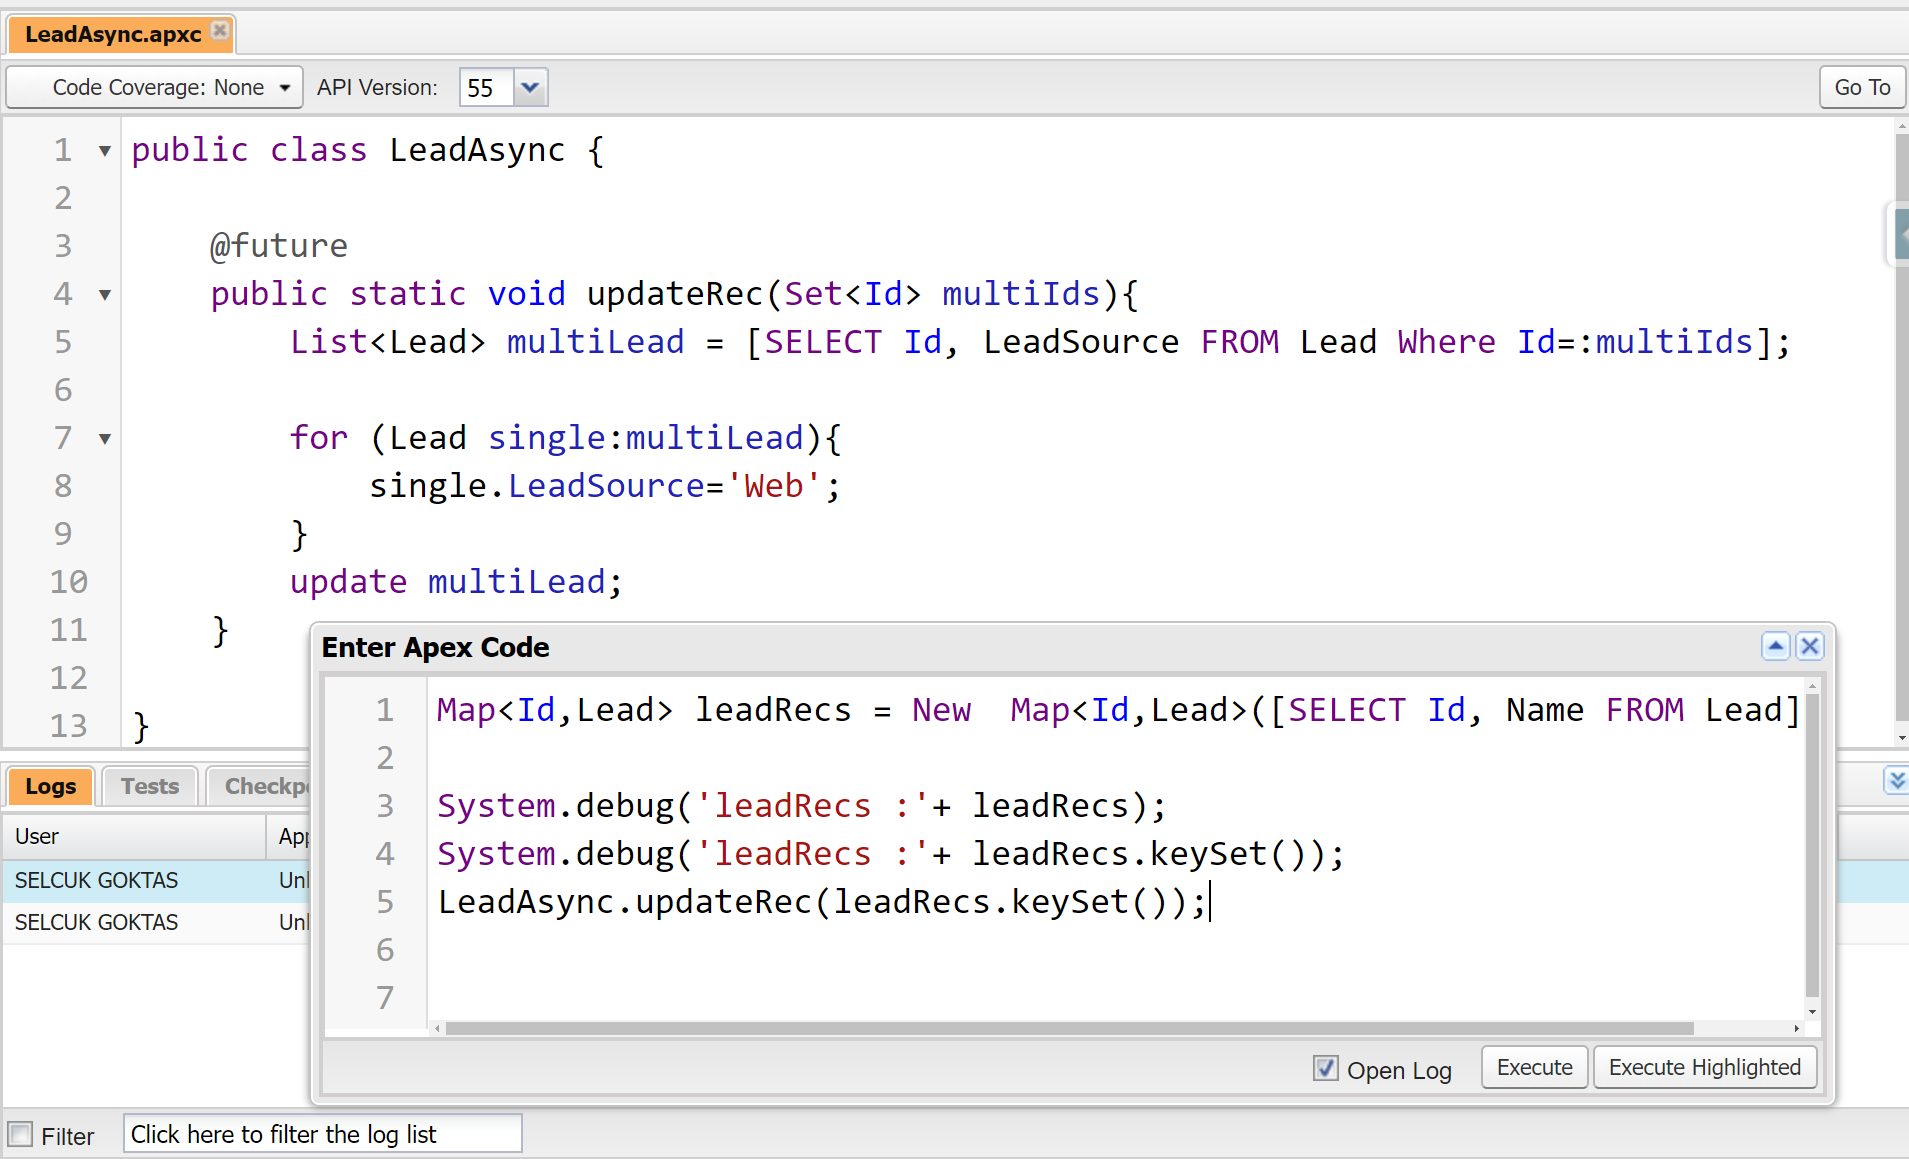 LeadAsync.apxc
Code Coverage: None API Version: 55 Go To
1 public class LeadAsync {
2
3 @future
4 public static void updateRec(Set<Id> multiIds){
5 List<Lead> multiLead = [SELECT Id, LeadSource FROM Lead Where Id=:multiIds];
6
7 for (Lead single:multiLead){
8 single.LeadSource='Web';
9 }
10 update multiLead;
11 }
12
13 }
Enter Apex Code
1 Map<Id,Lead> leadRecs = New  Map<Id,Lead>([SELECT Id, Name FROM Lead]
2
3 System.debug('leadRecs :'+ leadRecs);
4 System.debug('leadRecs :'+ leadRecs.keySet());
5 LeadAsync.updateRec(leadRecs.keySet());
6
7
Open Log Execute Execute Highlighted
Logs Tests Checkp
User App
SELCUK GOKTAS Unl
SELCUK GOKTAS Unl
Filter Click here to filter the log list